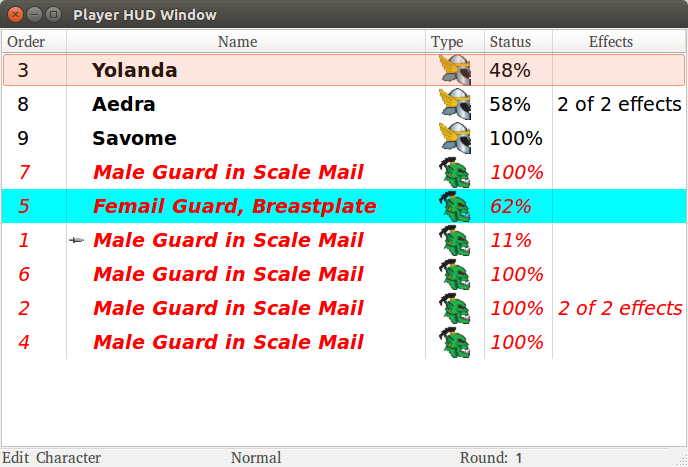 Player HUD Window
Order Name Type Status Effects
3 Yolanda 48%
8 Aedra 58% 2 of 2 effects
9 Savome 100%
7 Male Guard in Scale Mail 100%
5 Femail Guard, Breastplate 62%
1 Male Guard in Scale Mail 11%
6 Male Guard in Scale Mail 100%
2 Male Guard in Scale Mail 100% 2 of 2 effects
4 Male Guard in Scale Mail 100%
Edit Character Normal Round: 1